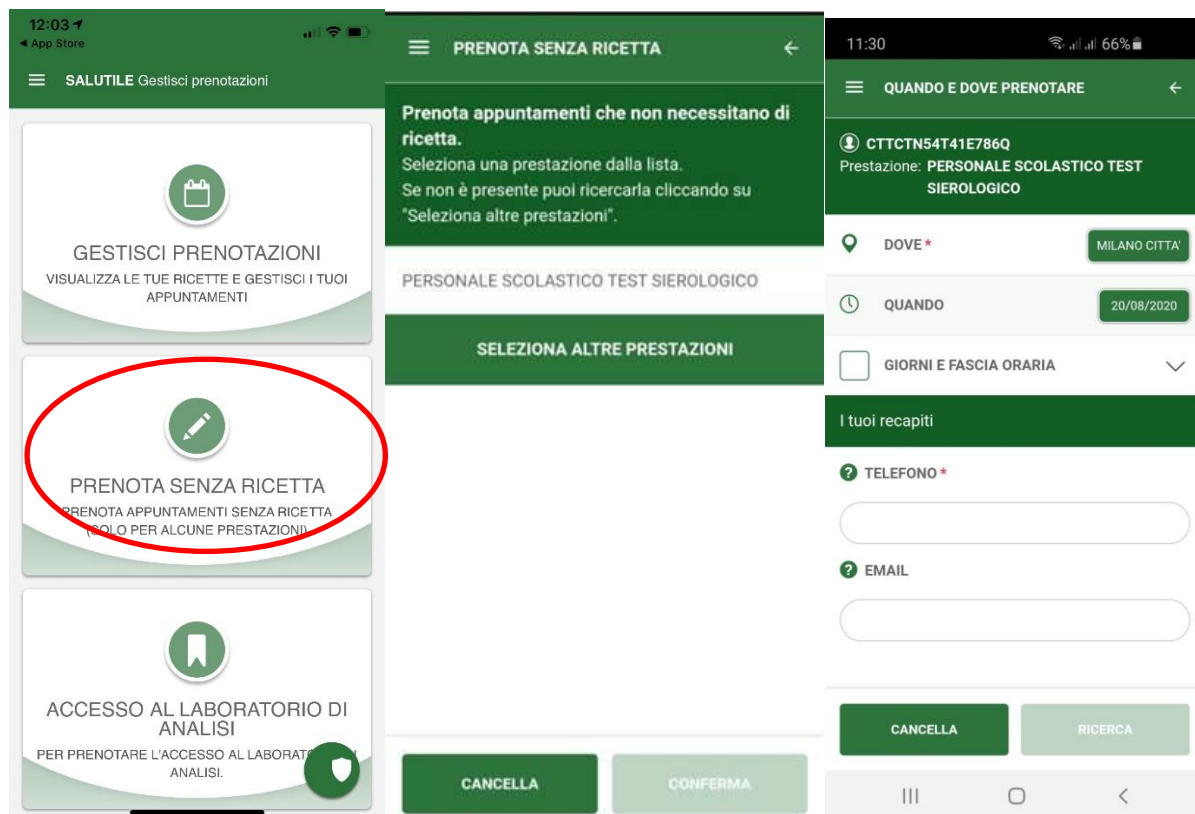 12:03
App Store
SALUTILE Gestisci prenotazioni
GESTISCI PRENOTAZIONI
VISUALIZZA LE TUE RICETTE E GESTISCI I TUOI
APPUNTAMENTI
PRENOTA SENZA RICETTA
PRENOTA APPUNTAMENTI SENZA RICETTA
(SOLO PER ALCUNE PRESTAZIONI)
ACCESSO AL LABORATORIO DI
ANALISI
PER PRENOTARE L'ACCESSO AL
ANALISI.
PRENOTA SENZA RICETTA
Prenota appuntamenti che non necessitano di
ricetta.
Seleziona una prestazione dalla lista.
Se non è presente puoi ricercarla cliccando su
"Seleziona altre prestazioni".
PERSONALE SCOLASTICO TEST SIEROLOGICO
SELEZIONA ALTRE PRESTAZIONI
CANCELLA
CONFERMA
11:30
66%
QUANDO E DOVE PRENOTARE
CTTCTN54T41E786Q
Prestazione: PERSONALE SCOLASTICO TEST
SIEROLOGICO
DOVE *
MILANO CITTA'
QUANDO
20/08/2020
GIORNI E FASCIA ORARIA
I tuoi recapiti
TELEFONO *
EMAIL
CANCELLA
RICERCA